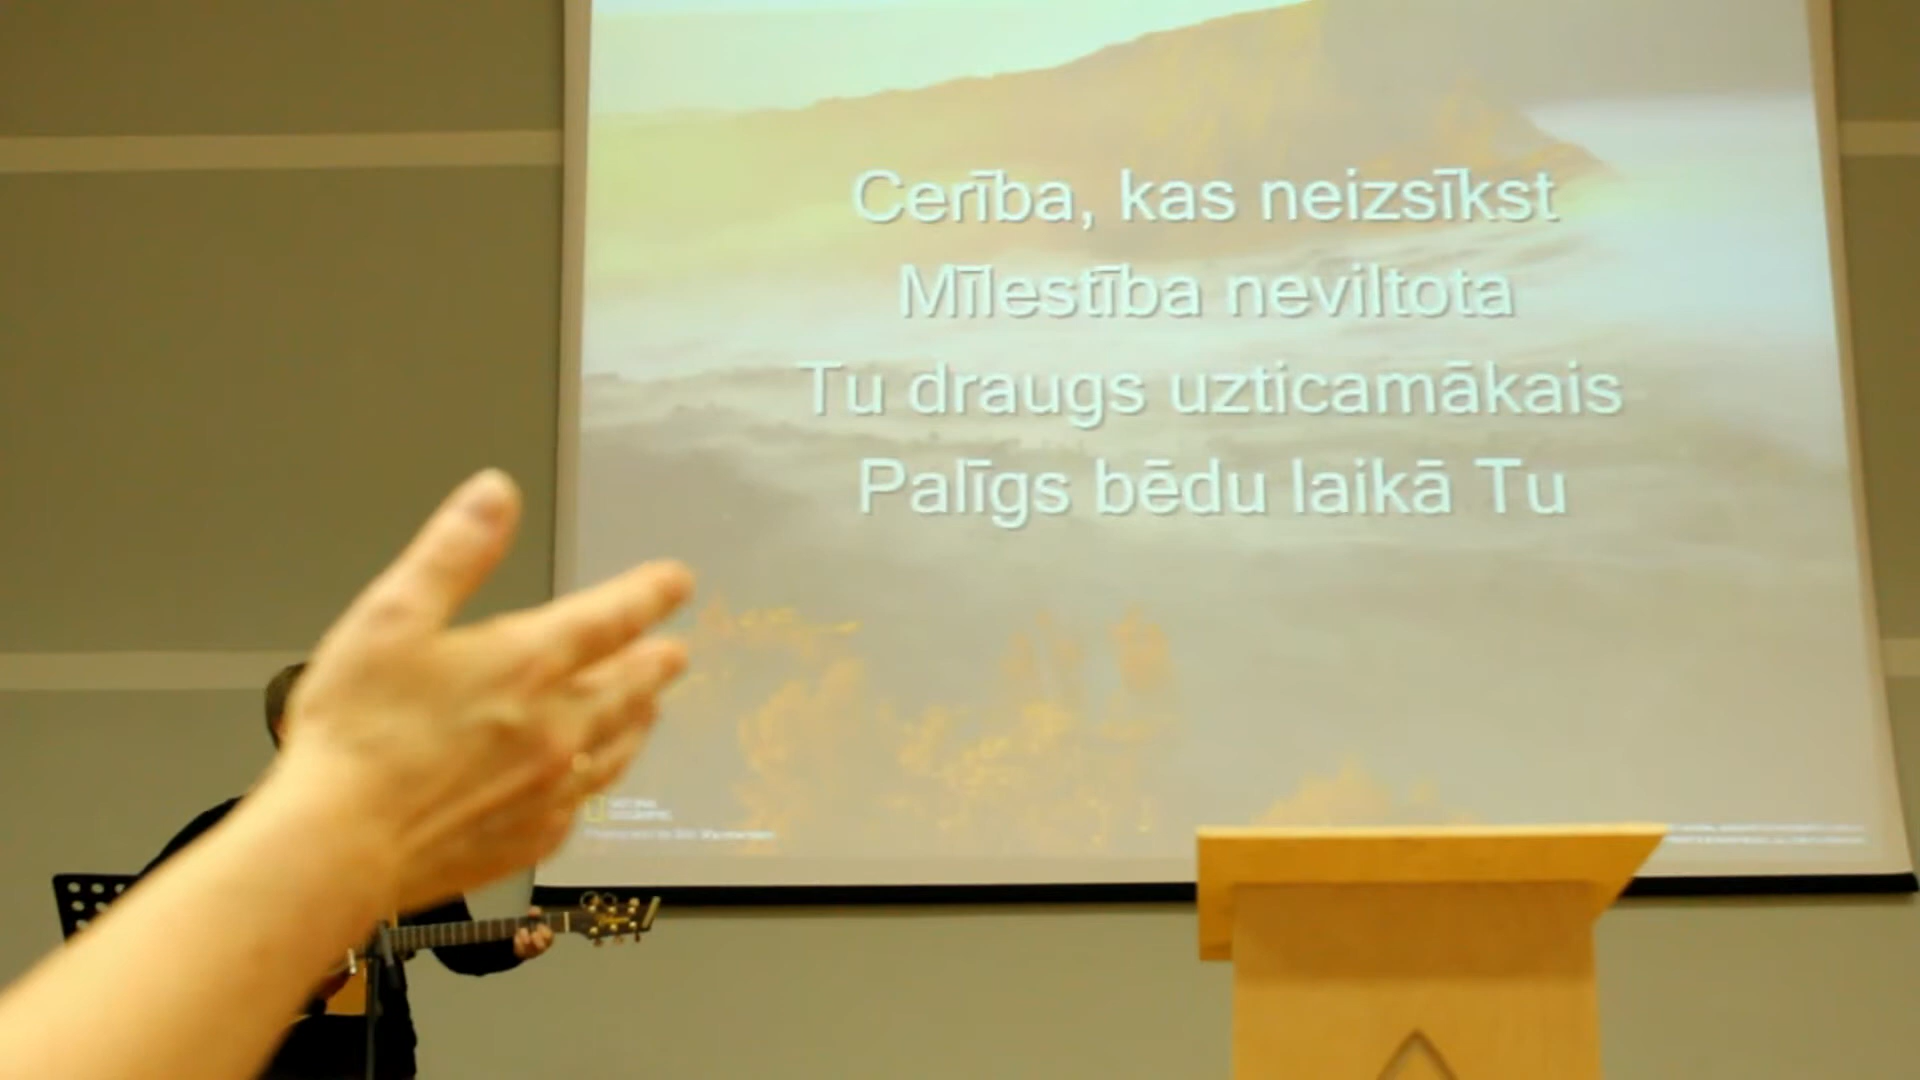 Cerība, kas neizsīkst
Mīlestība neviltota
Tu draugs uzticamākais
Palīgs bēdu laikā Tu